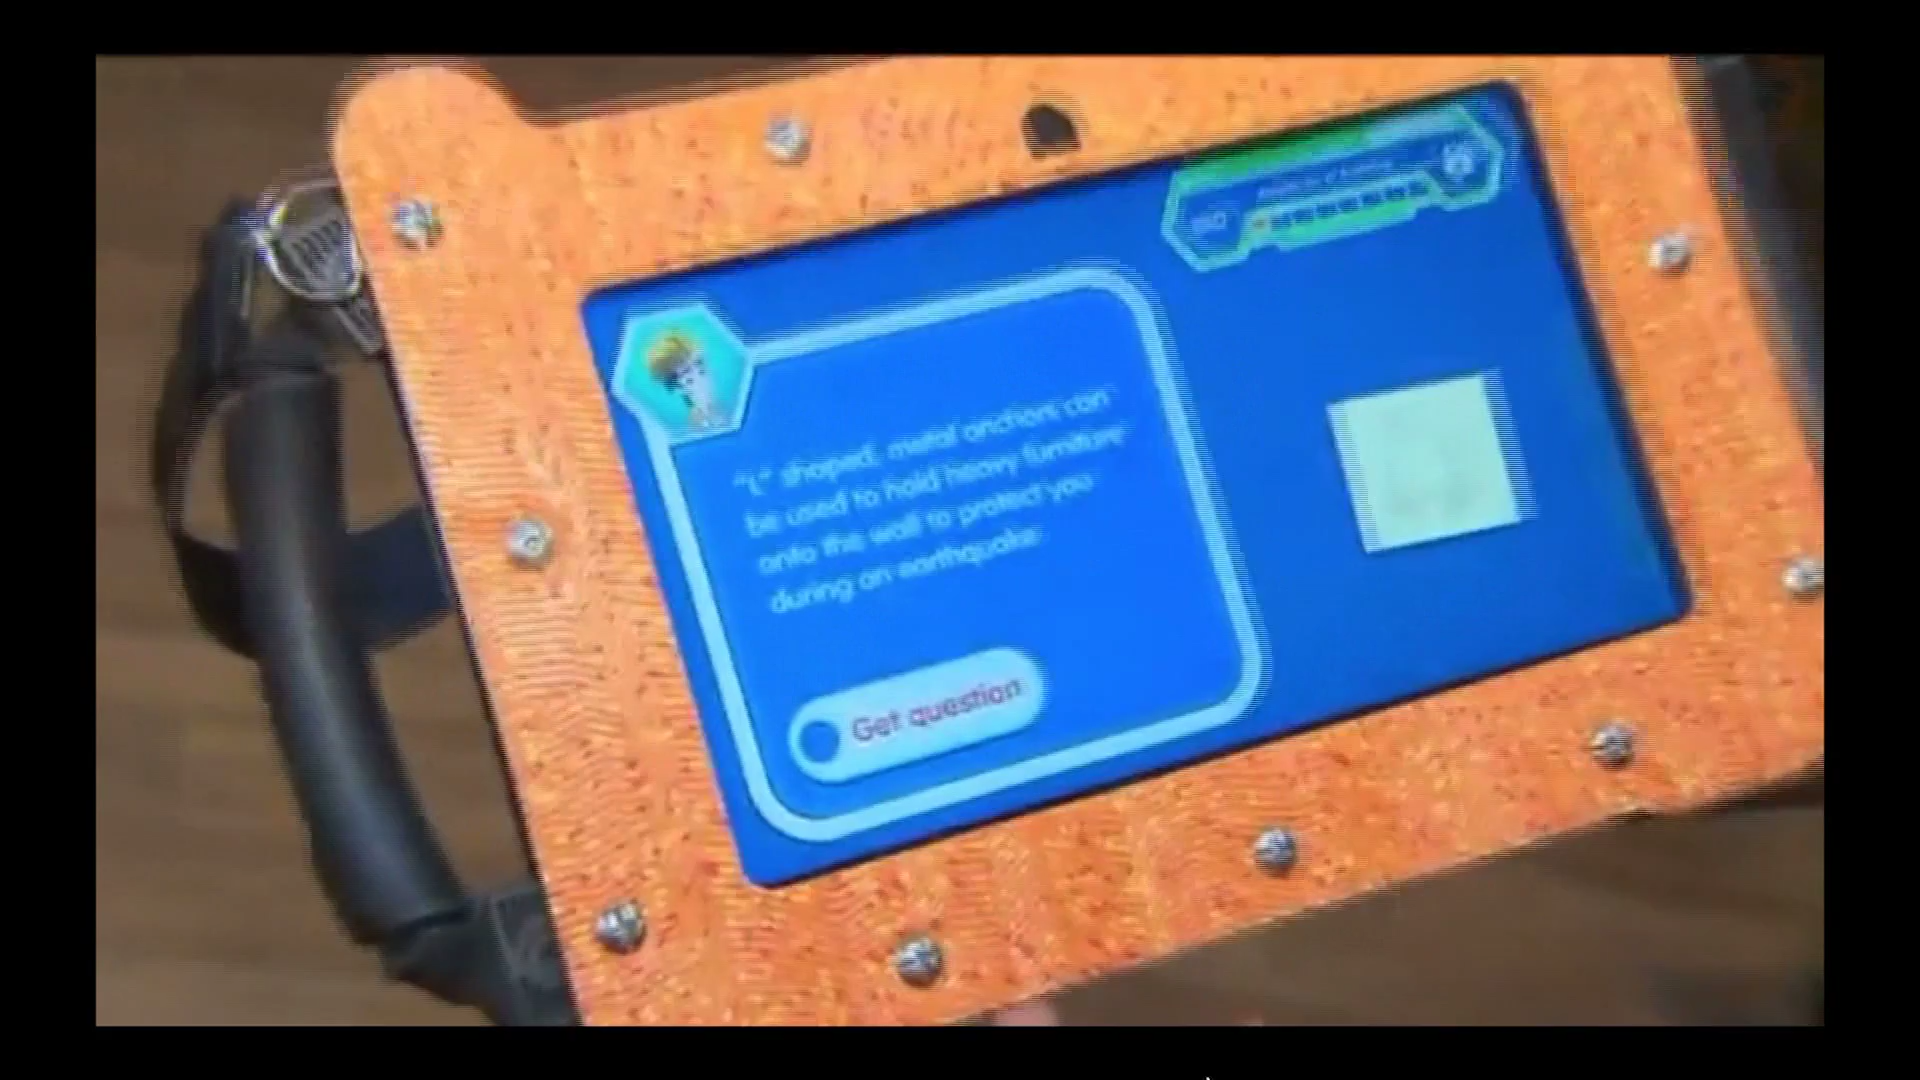 "L" shaped, metal anchors can
be used to hold heavy furniture
onto the wall to protect you
during an earthquake.
Get question